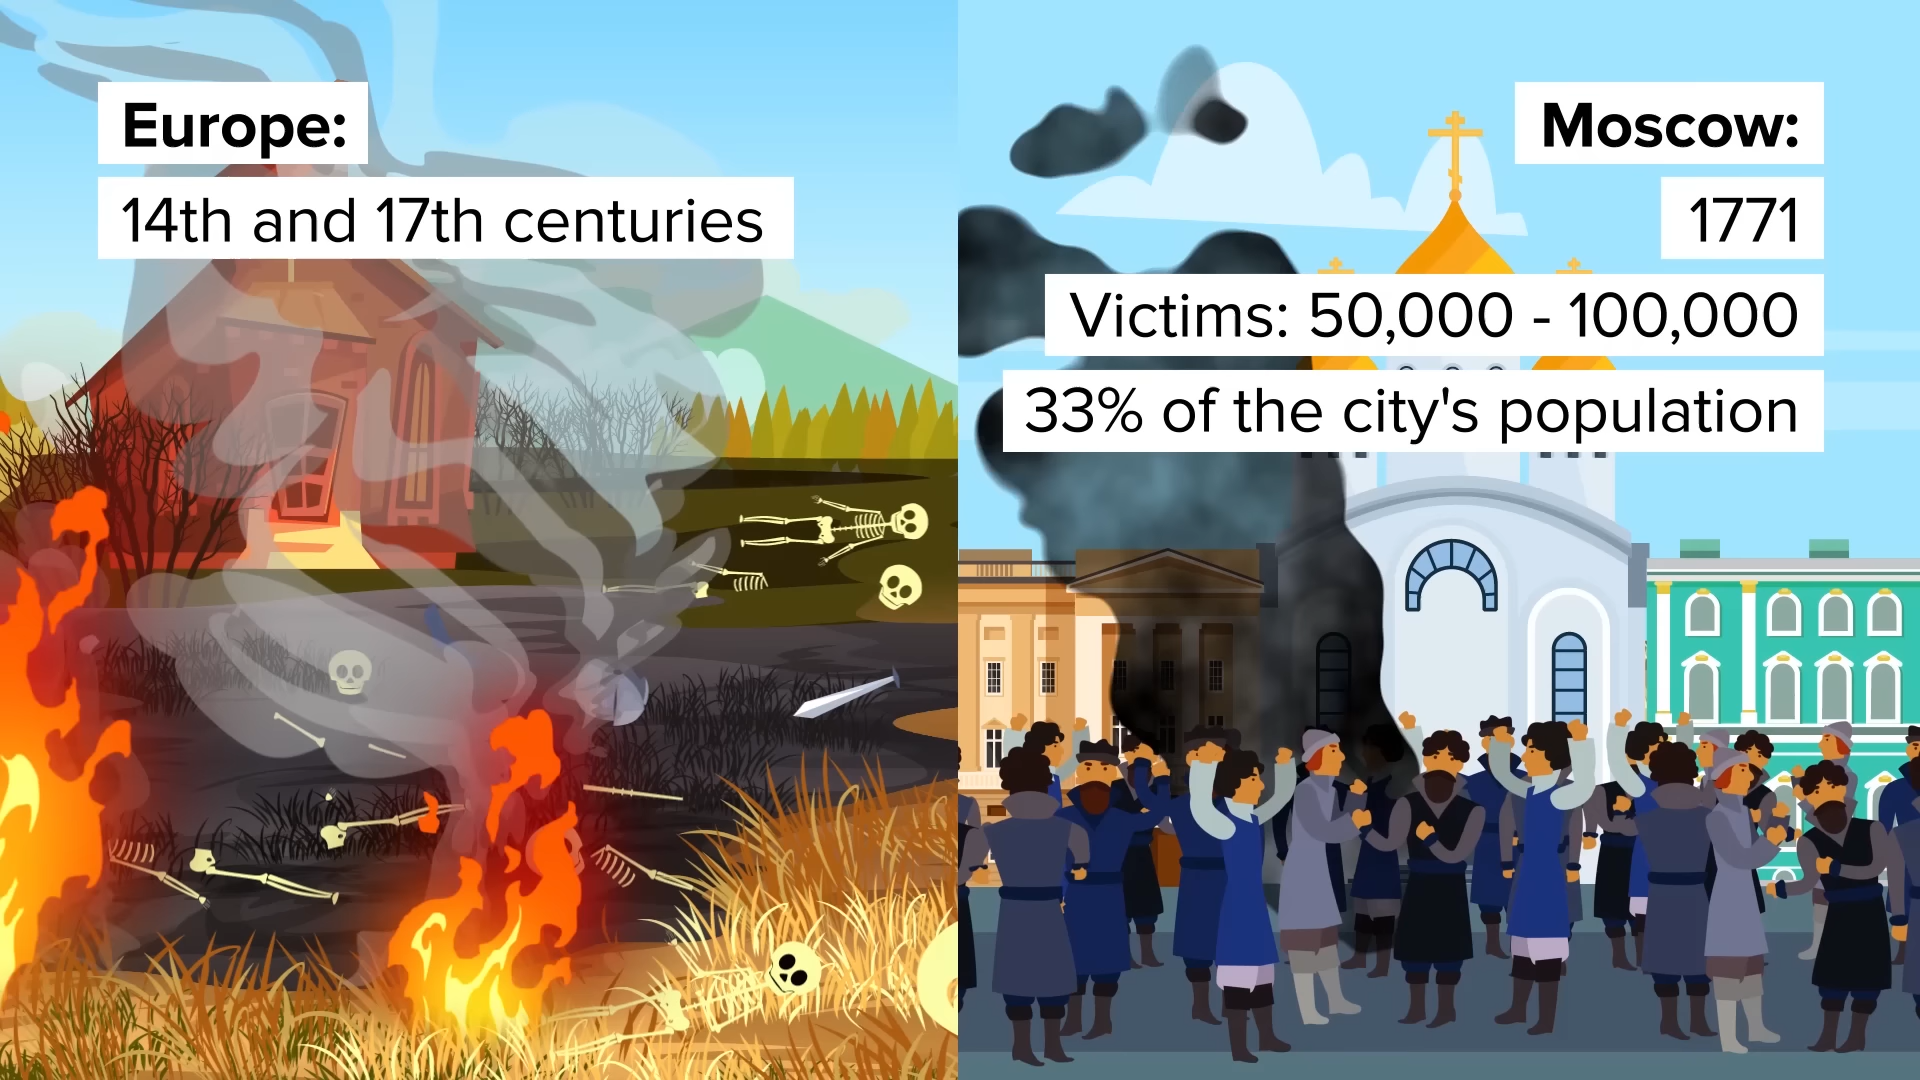 Europe:
14th and 17th centuries
Moscow:
1771
Victims: 50,000 - 100,000
33% of the city's population